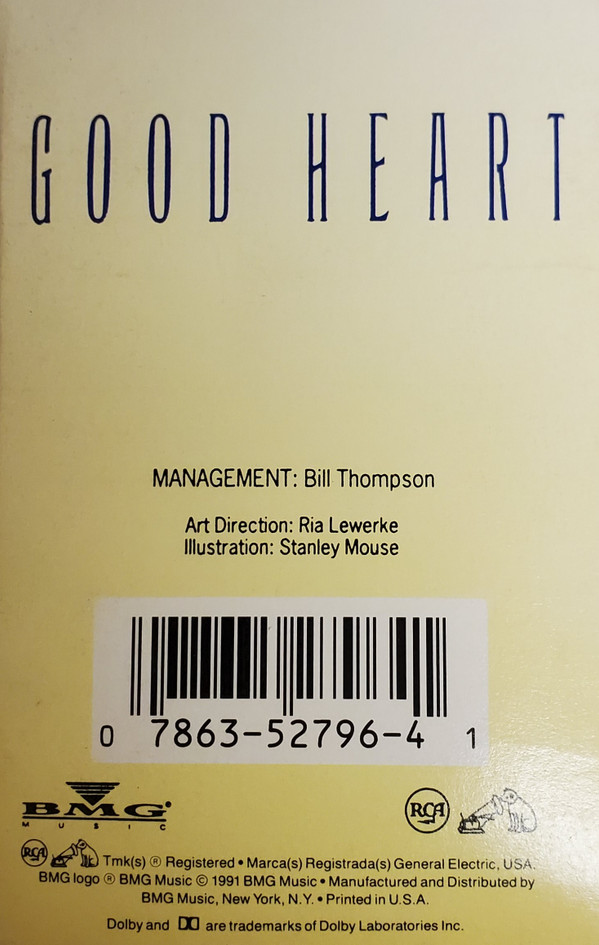 GOOD HEART
MANAGEMENT: Bill Thompson
Art Direction: Ria Lewerke
Illustration: Stanley Mouse
0 7863-52796-4 1
BMG®
MUSIC
RCA
RCA Tmk(s) ® Registered • Marca(s) Registrada(s) General Electric, USA.
BMG logo ® BMG Music © 1991 BMG Music • Manufactured and Distributed by
BMG Music, New York, N.Y. • Printed in U.S.A.
Dolby and are trademarks of Dolby Laboratories Inc.